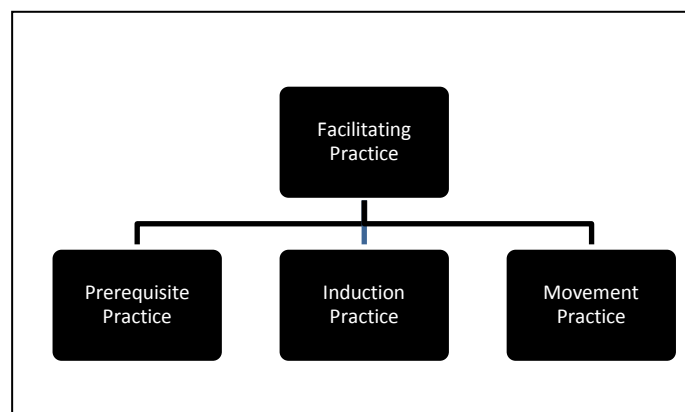 Facilitating
Practice
Prerequisite
Practice
Induction
Practice
Movement
Practice